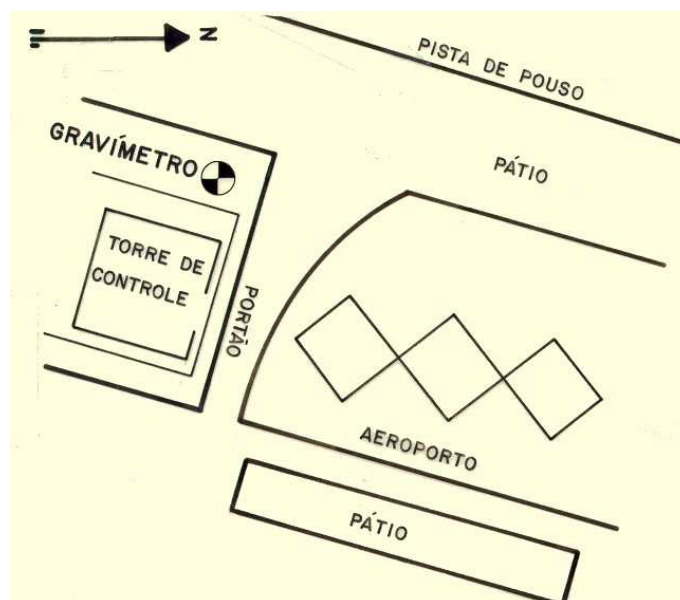 N
PISTA DE POUSO
GRAVÍMETRO
PÁTIO
TORRE DE
CONTROLE
PORTÃO
AEROPORTO
PÁTIO